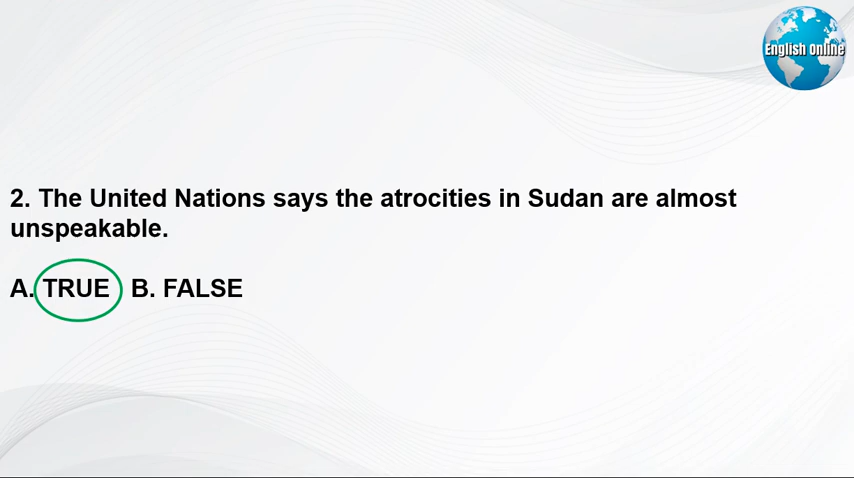 English Online
2. The United Nations says the atrocities in Sudan are almost
unspeakable.
A. TRUE B. FALSE